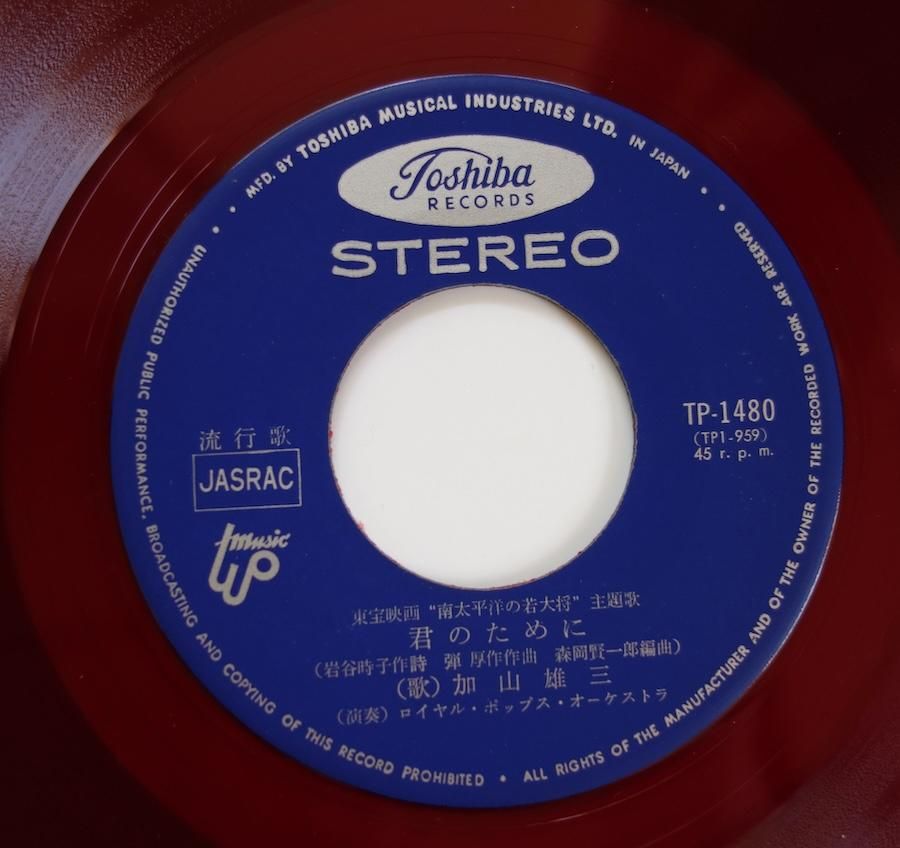 MFD. BY TOSHIBA MUSICAL INDUSTRIES LTD. IN JAPAN
Toshiba
RECORDS
STEREO
TP-1480
(TP1-959)
45 r. p. m.
流行歌
JASRAC
music
up
東宝映画 “南太平洋の若大将” 主題歌
君のために
(岩谷時子作詩 弾 厚作作曲 森岡賢一郎編曲)
(歌) 加山雄三
(演奏) ロイヤル・ポップス・オーケストラ
UNAUTHORIZED PUBLIC PERFORMANCE, BROADCASTING AND COPYING OF THIS RECORD PROHIBITED • ALL RIGHTS OF THE MANUFACTURER AND OF THE OWNER OF THE RECORDED WORK ARE RESERVED